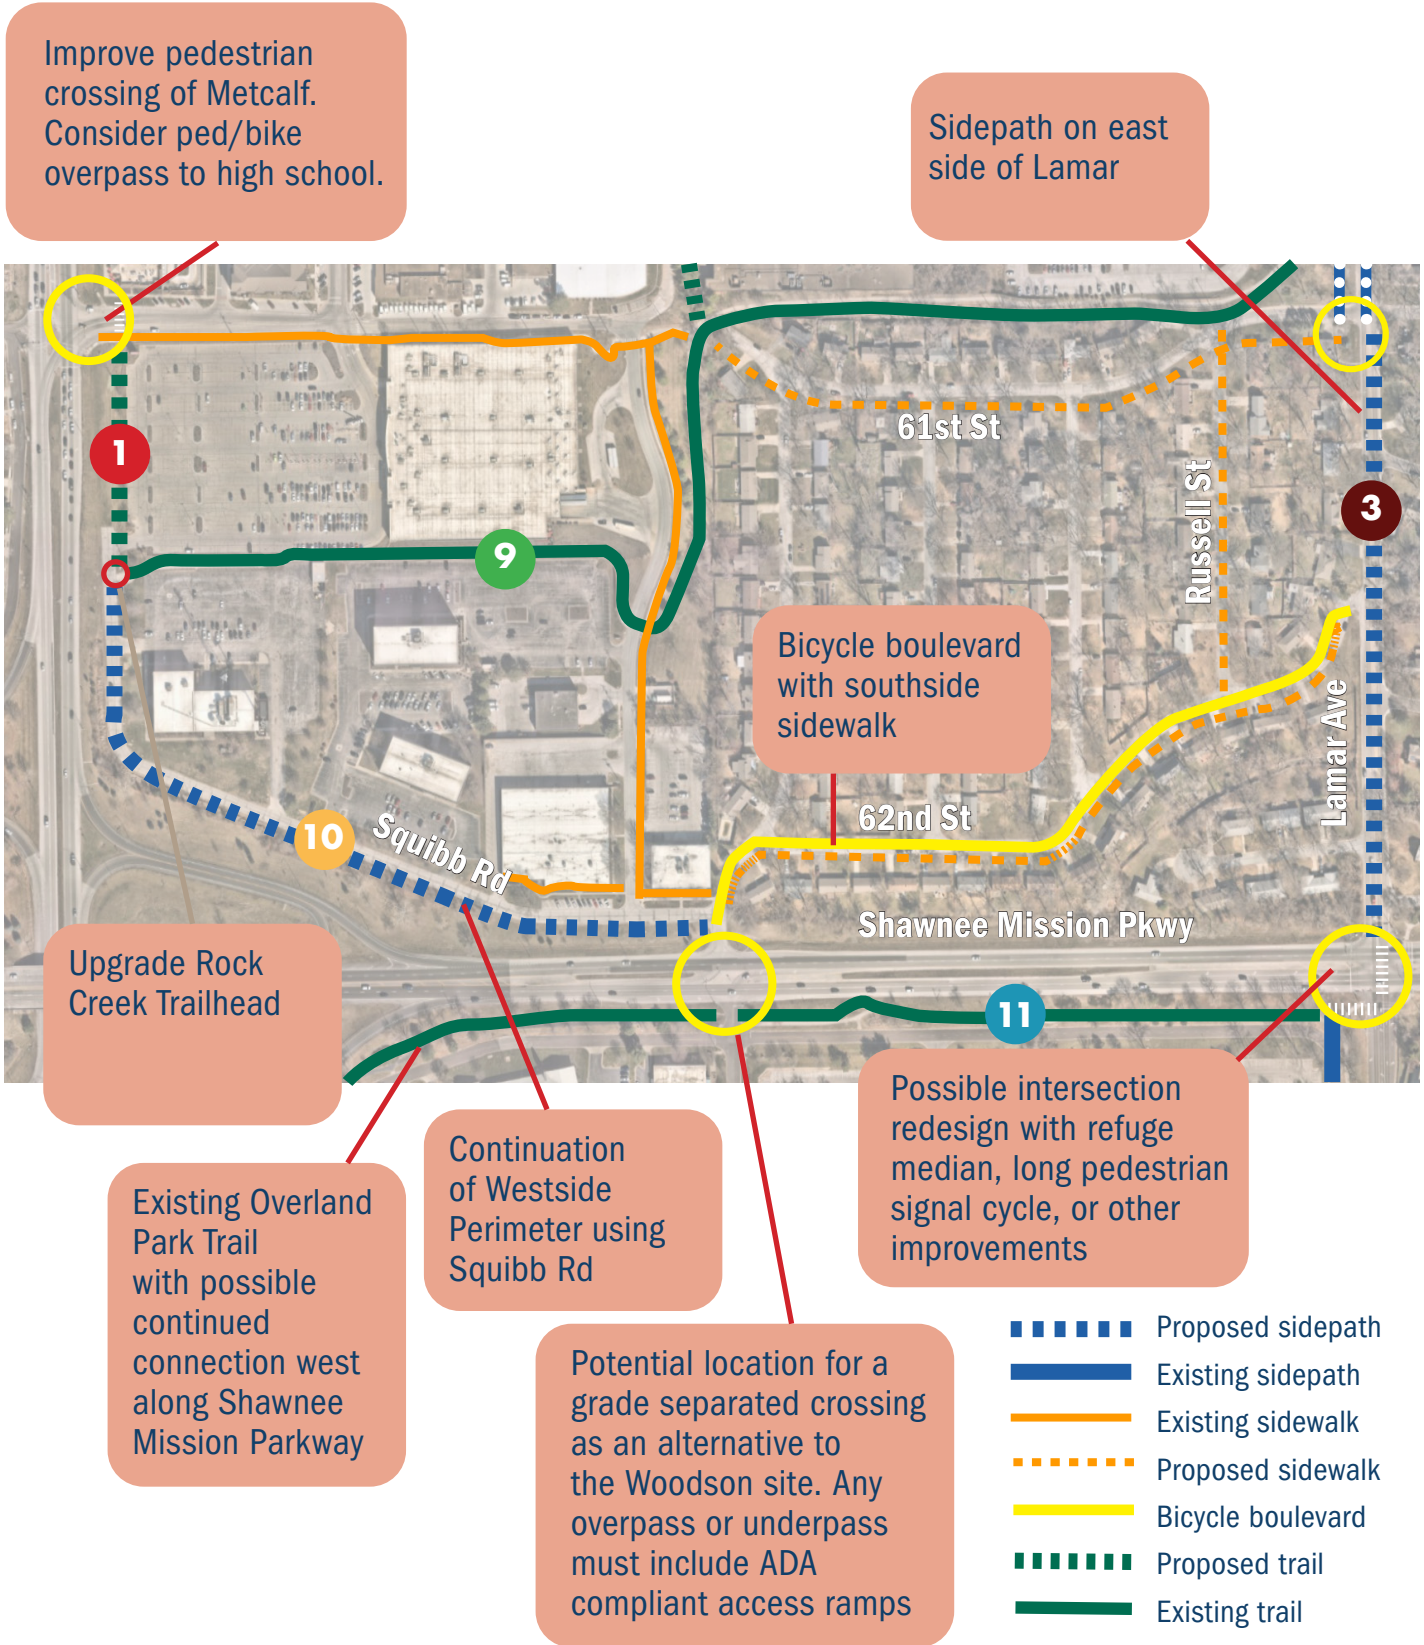 Improve pedestrian
crossing of Metcalf.
Consider ped/bike
overpass to high school.
Sidepath on east
side of Lamar
1
61st St
Russell St
3
9
Bicycle boulevard
with southside
sidewalk
Lamar Ave
62nd St
10
Squibb Rd
Shawnee Mission Pkwy
Upgrade Rock
Creek Trailhead
11
Possible intersection
redesign with refuge
median, long pedestrian
signal cycle, or other
improvements
Continuation
of Westside
Perimeter using
Squibb Rd
Existing Overland
Park Trail
with possible
continued
connection west
along Shawnee
Mission Parkway
Potential location for a
grade separated crossing
as an alternative to
the Woodson site. Any
overpass or underpass
must include ADA
compliant access ramps
Proposed sidepath
Existing sidepath
Existing sidewalk
Proposed sidewalk
Bicycle boulevard
Proposed trail
Existing trail